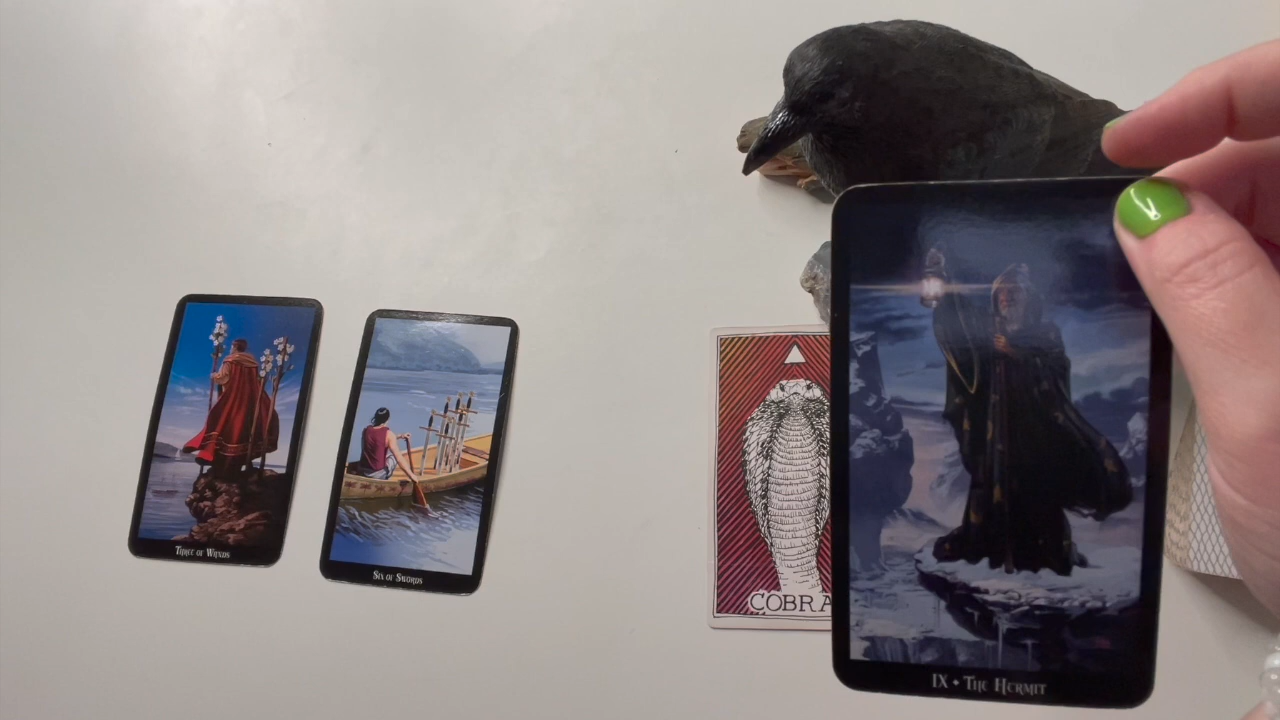 Three of Wands
Six of Swords
COBRA
IX • The Hermit